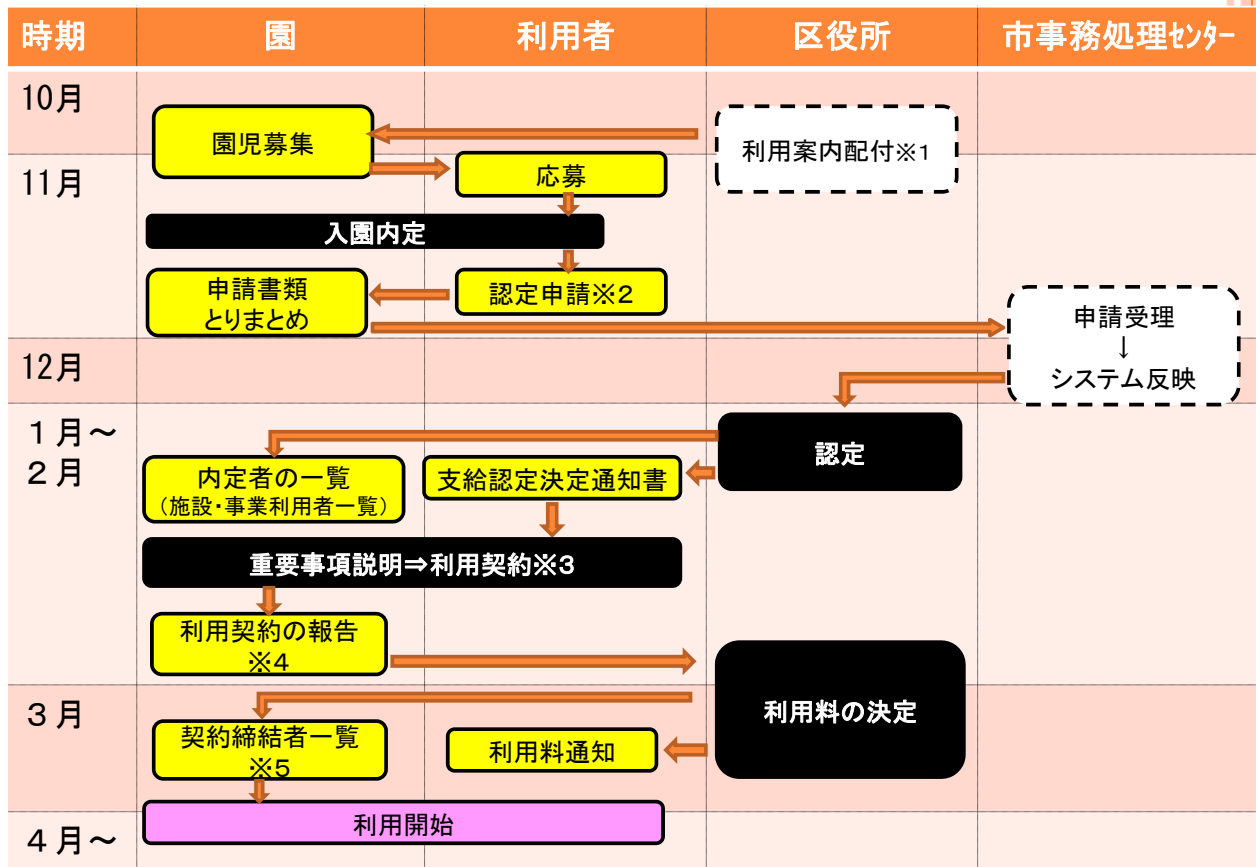 時期
園
利用者
区役所
市事務処理センター
10月
園児募集
利用案内配付※1
11月
応募
入園内定
申請書類
とりまとめ
認定申請※2
申請受理
↓
システム反映
12月
1月～
2月
認定
内定者の一覧
（施設・事業利用者一覧）
支給認定決定通知書
重要事項説明⇒利用契約※3
利用契約の報告
※4
利用料の決定
3月
契約締結者一覧
※5
利用料通知
利用開始
4月～